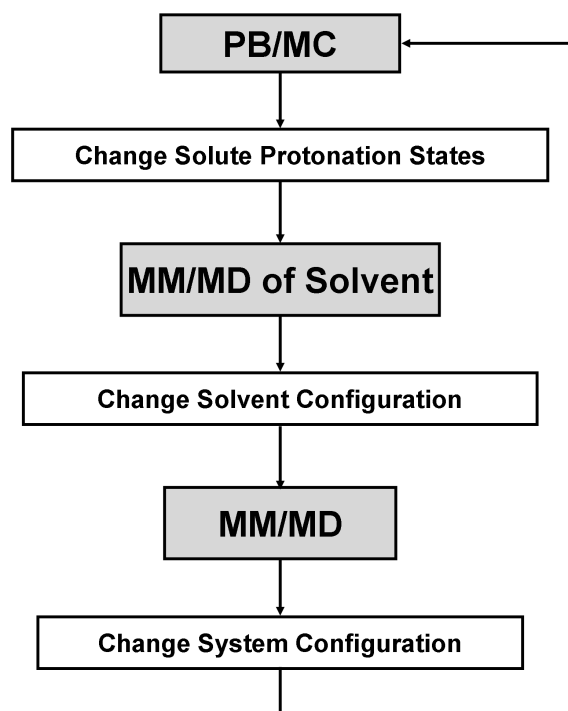 PB/MC
Change Solute Protonation States
MM/MD of Solvent
Change Solvent Configuration
MM/MD
Change System Configuration